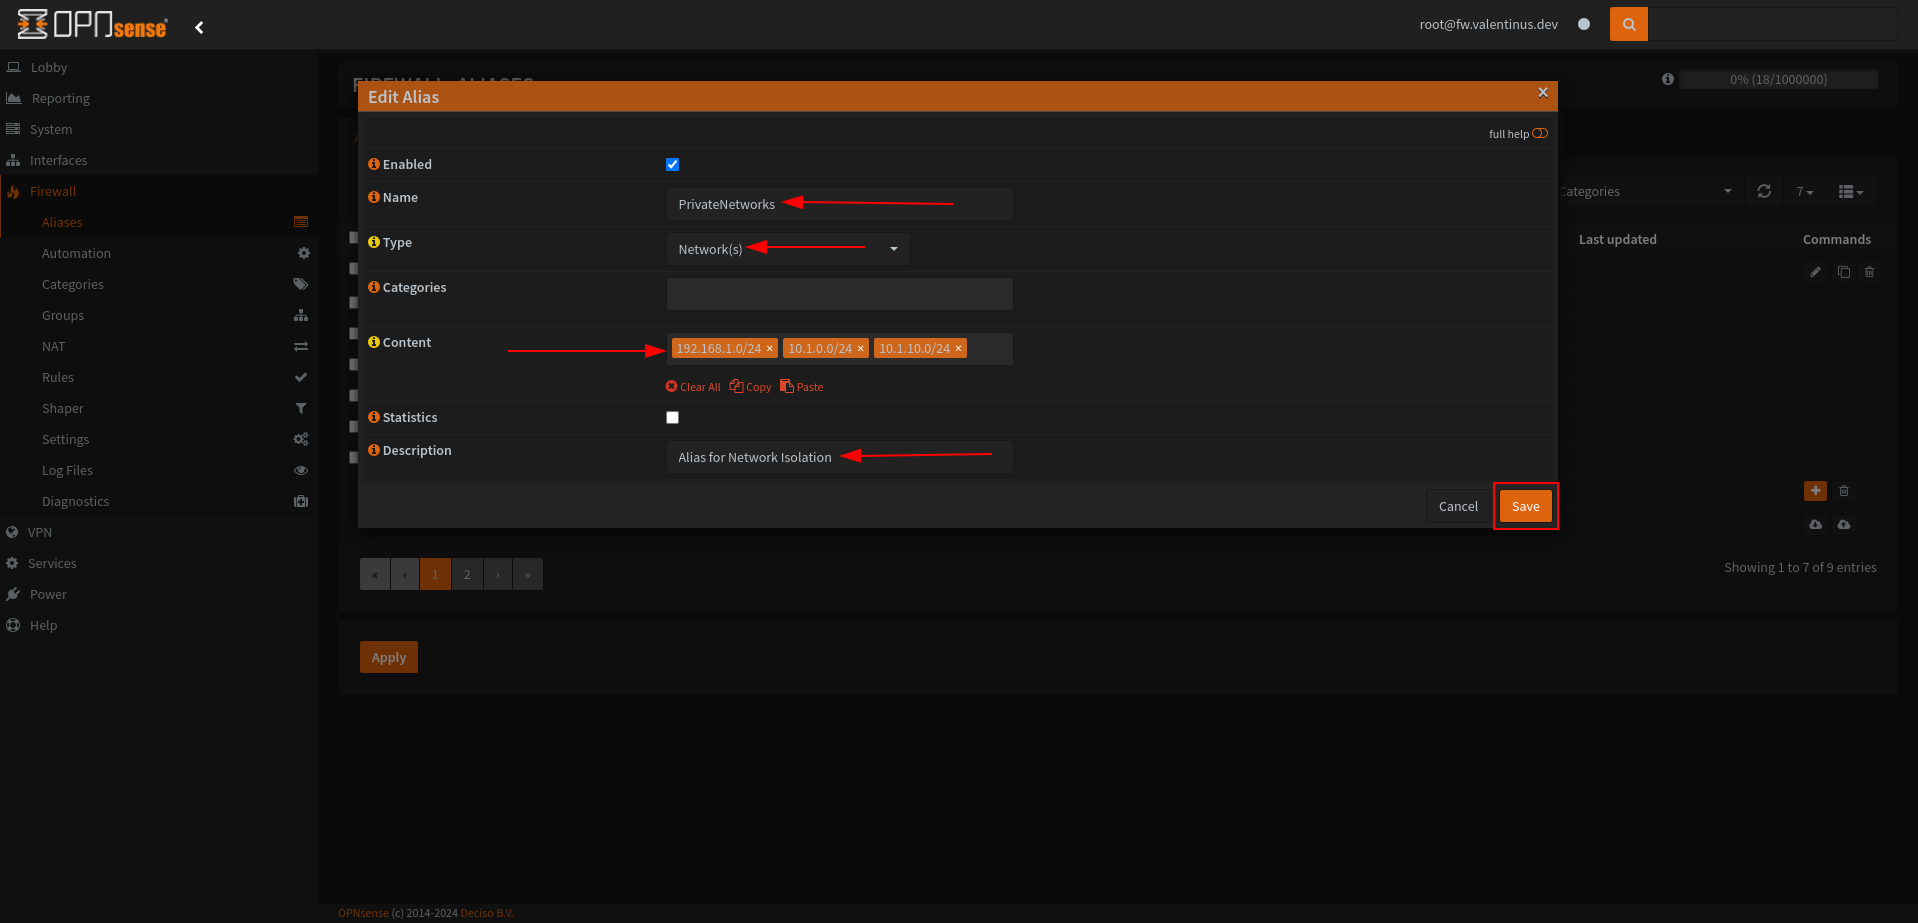 OPNsense
root@fw.valentinus.dev
Lobby
Reporting
System
Interfaces
Firewall
Aliases
Automation
Categories
Groups
NAT
Rules
Shaper
Settings
Log Files
Diagnostics
VPN
Services
Power
Help
0% (18/1000000)
Edit Alias
full help
Enabled
Name
PrivateNetworks
Type
Network(s)
Categories
Content
192.168.1.0/24 × 10.1.0.0/24 × 10.1.10.0/24 ×
Clear All Copy Paste
Statistics
Description
Alias for Network Isolation
Cancel Save
Categories
7
Last updated Commands
« ‹ 1 2 › »
Showing 1 to 7 of 9 entries
Apply
OPNsense (c) 2014-2024 Deciso B.V.